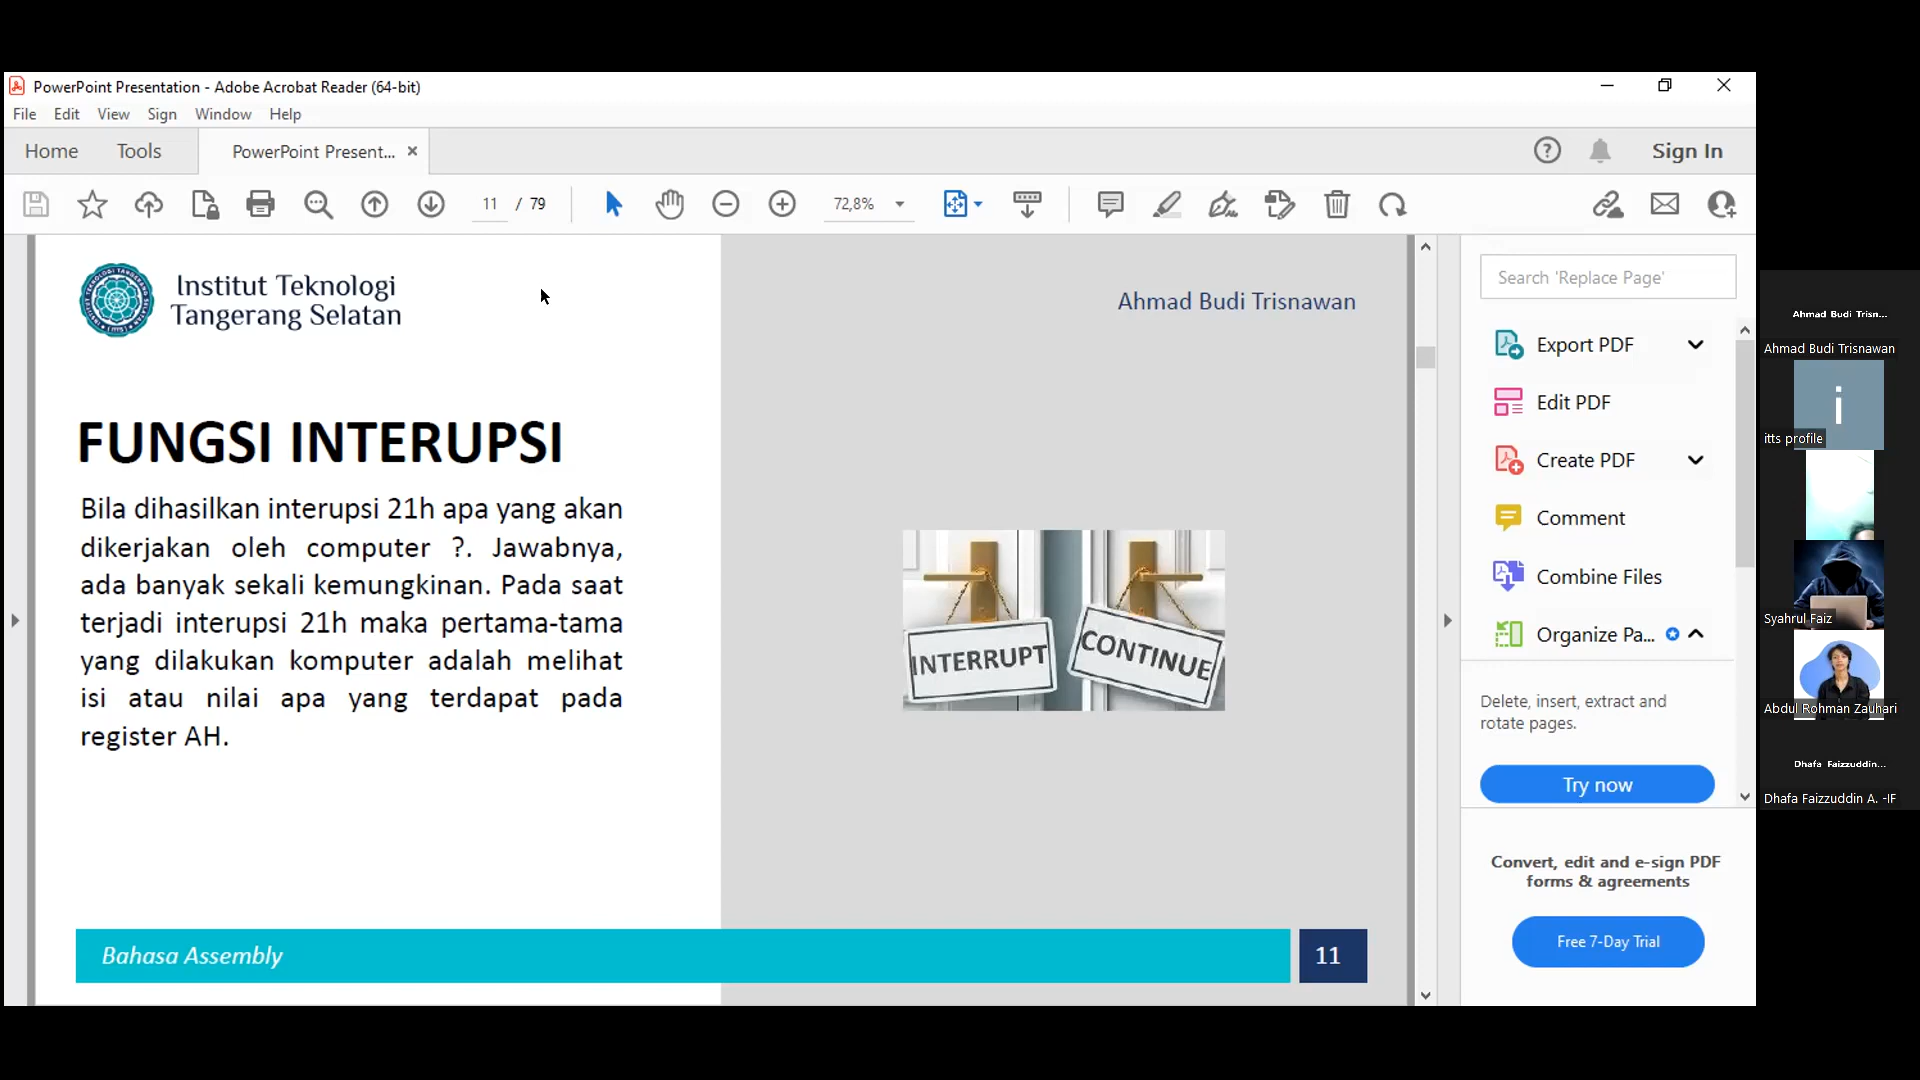 PowerPoint Presentation - Adobe Acrobat Reader (64-bit)
File Edit View Sign Window Help
Home Tools PowerPoint Present... Sign In
11 / 79 72,8%
Institut Teknologi
Tangerang Selatan
Ahmad Budi Trisnawan
FUNGSI INTERUPSI
Bila dihasilkan interupsi 21h apa yang akan
dikerjakan oleh computer ?. Jawabnya,
ada banyak sekali kemungkinan. Pada saat
terjadi interupsi 21h maka pertama-tama
yang dilakukan komputer adalah melihat
isi atau nilai apa yang terdapat pada
register AH.
INTERRUPT
CONTINUE
Bahasa Assembly
11
Search 'Replace Page'
Export PDF
Edit PDF
Create PDF
Comment
Combine Files
Organize Pa...
Delete, insert, extract and
rotate pages.
Try now
Convert, edit and e-sign PDF
forms & agreements
Free 7-Day Trial
Ahmad Budi Trisn...
Ahmad Budi Trisnawan
i
itts profile
Syahrul Faiz
Abdul Rohman Zauhari
Dhafa Faizzuddin...
Dhafa Faizzuddin A. -IF